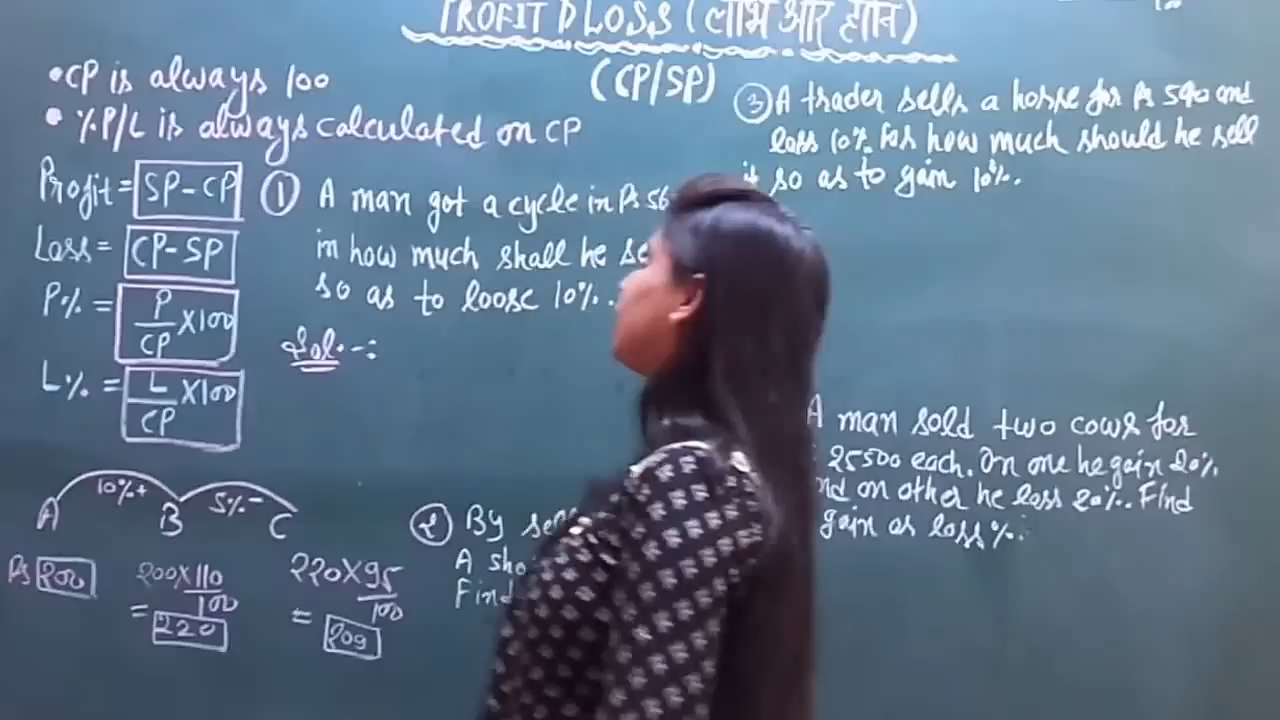 PROFIT & LOSS (लाभ और हानि)
(CP/SP)
• CP is always 100
• % P/L is always calculated on CP
Profit = SP-CP
Loss = CP-SP
P% = P/CP X100
L% = L/CP X100
A 10%+ B 5%- C
Rs 200
200X110/100
= 220
220X95/100
= 209
① A man got a cycle in Rs
in how much shall he
so as to loose 10%.
Sol:-
② By
A
Find
③ A trader sells a horse for Rs 540 and
loss 10% for how much should he sell
it so as to gain 10%.
A man sold two cows for
25500 each. On one he gain 20%
on other he loss 20%. Find
gain or loss%.